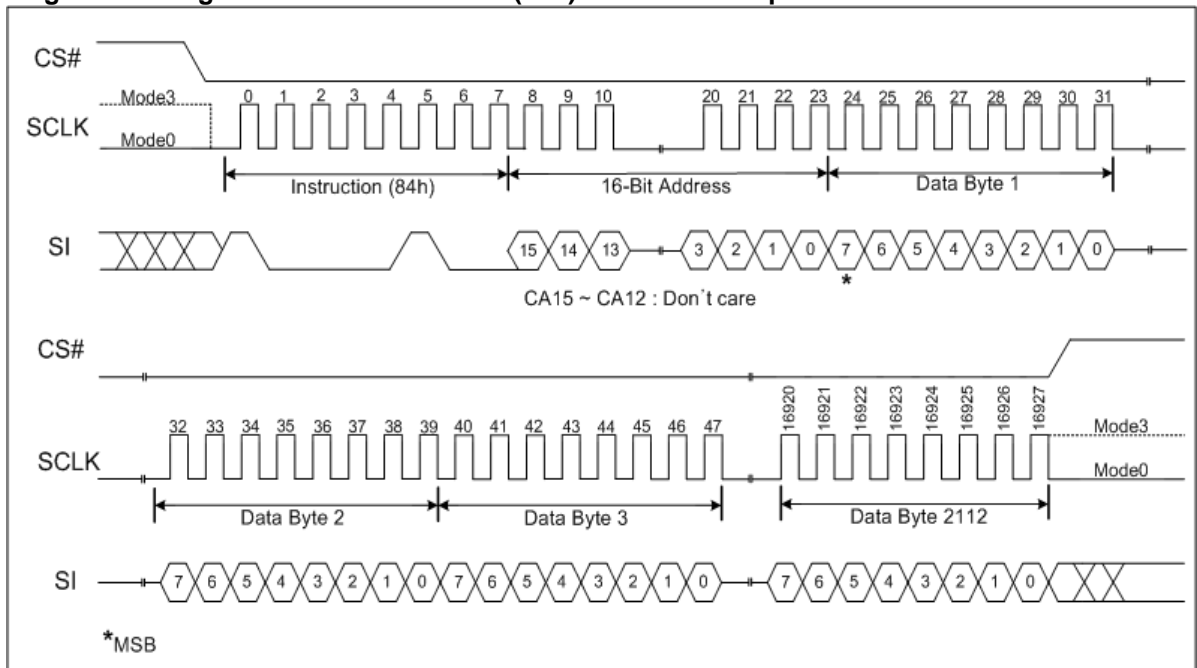 CS#
Mode3
0 1 2 3 4 5 6 7 8 9 10 20 21 22 23 24 25 26 27 28 29 30 31
SCLK
Mode0
Instruction (84h) 16-Bit Address Data Byte 1
SI
15 14 13 3 2 1 0 7 6 5 4 3 2 1 0
*
CA15 ~ CA12 : Don`t care
CS#
32 33 34 35 36 37 38 39 40 41 42 43 44 45 46 47 16920 16921 16922 16923 16924 16925 16926 16927
Mode3
SCLK
Mode0
Data Byte 2 Data Byte 3 Data Byte 2112
SI
7 6 5 4 3 2 1 0 7 6 5 4 3 2 1 0 7 6 5 4 3 2 1 0
*MSB